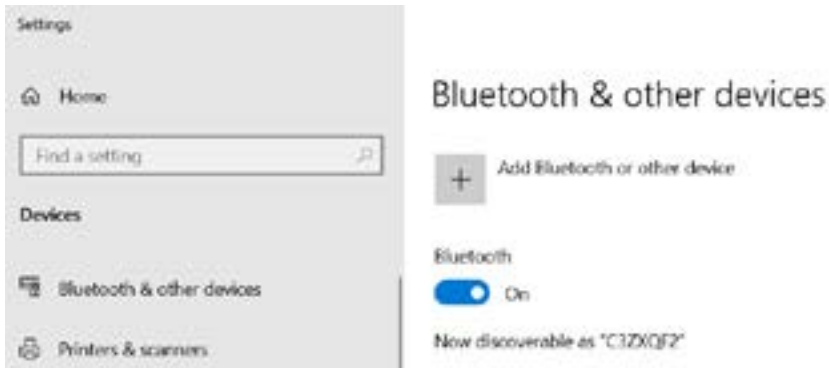 Settings
Home
Find a setting
Devices
Bluetooth & other devices
Printers & scanners
Bluetooth & other devices
Add Bluetooth or other device
Bluetooth
On
Now discoverable as "C3ZXQF2"